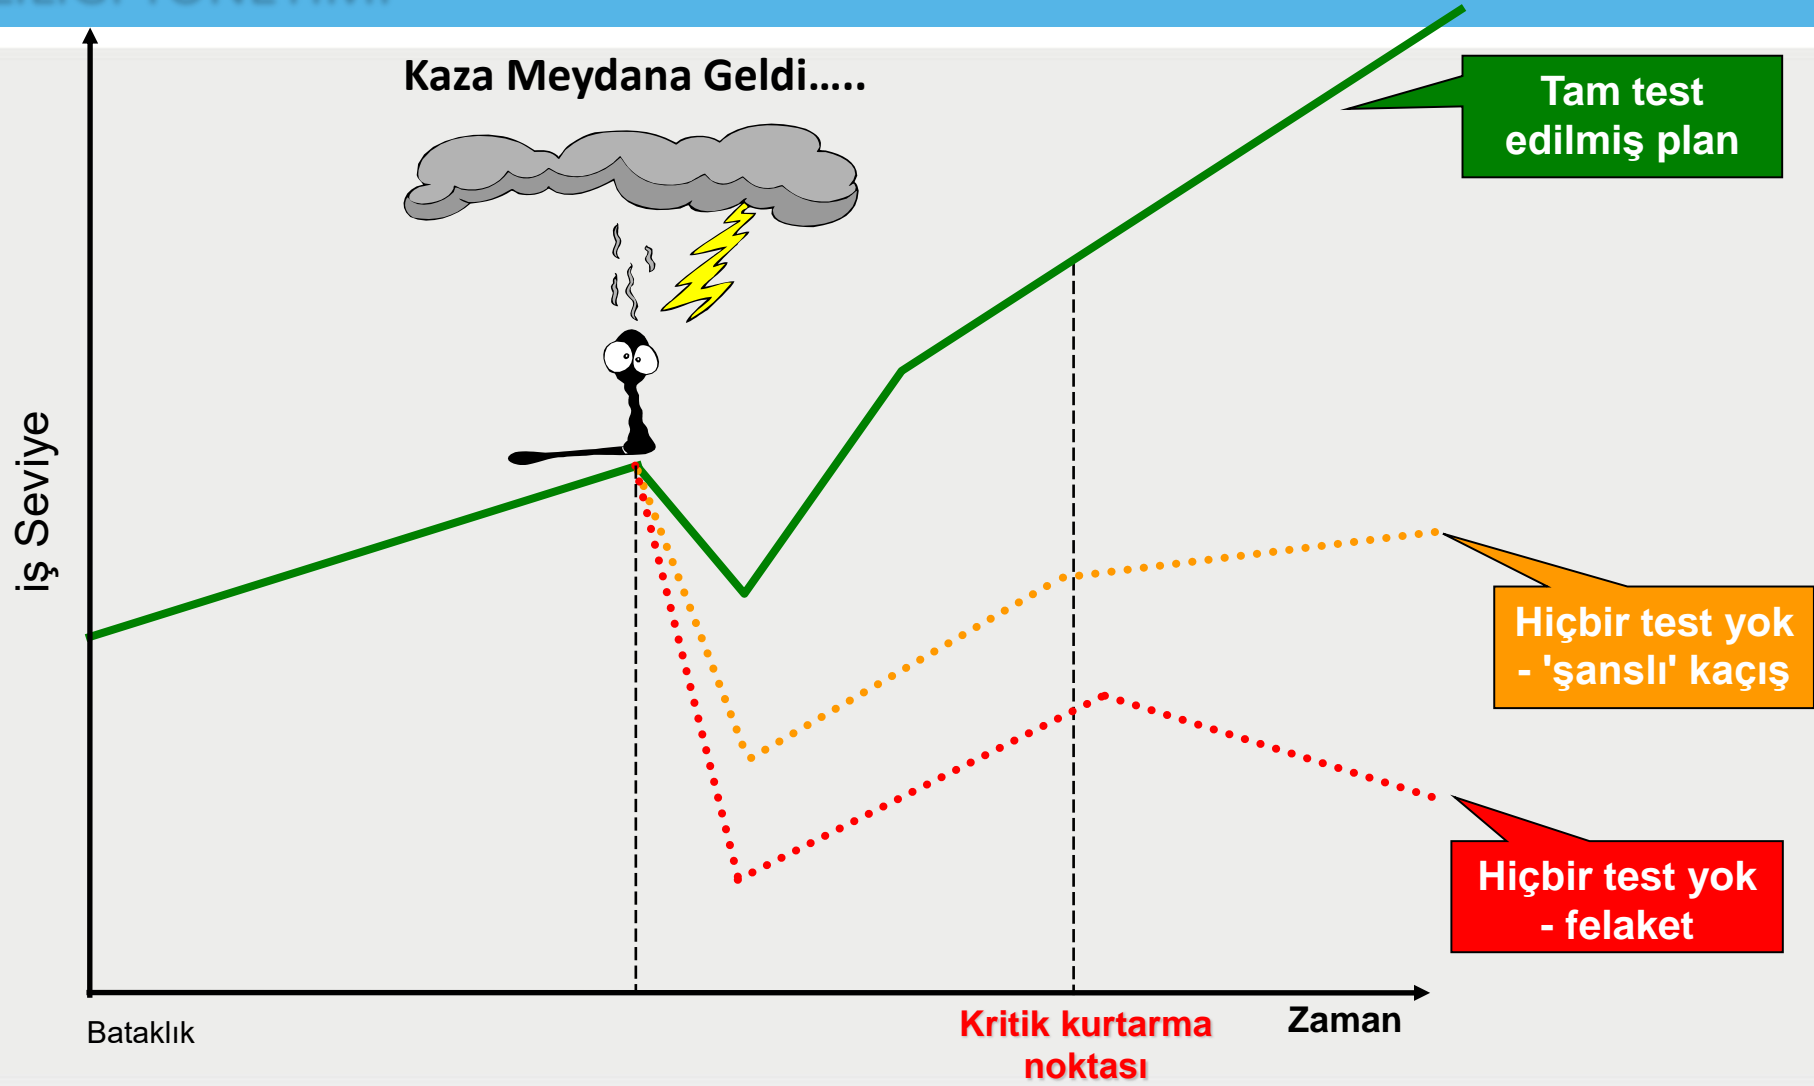 Kaza Meydana Geldi.....
Tam test
edilmiş plan
iş Seviye
Hiçbir test yok
- 'şanslı' kaçış
Hiçbir test yok
- felaket
Bataklık
Kritik kurtarma
noktası
Zaman